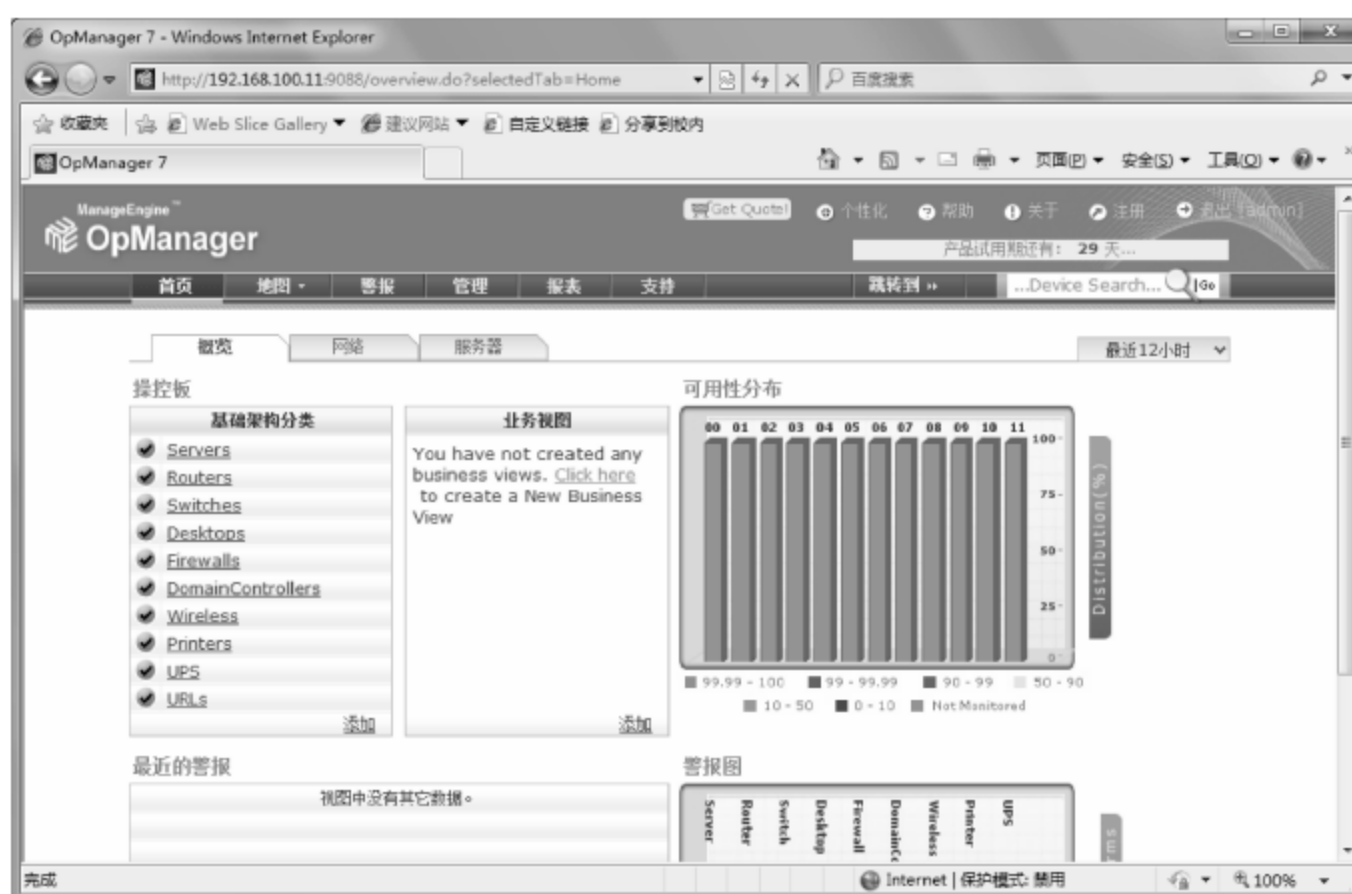 OpManager 7 - Windows Internet Explorer
http://192.168.100.11:9088/overview.do?selectedTab=Home
百度搜索
收藏夹 Web Slice Gallery 建议网站 自定义链接 分享到校内
OpManager 7
页面(P) 安全(S) 工具(O)
ManageEngine™
OpManager
Get Quote! 个性化 帮助 关于 注册 退出 [admin]
产品试用期还有: 29 天...
首页 地图 警报 管理 报表 支持 跳转到 ...Device Search... Go
概览 网络 服务器 最近12小时
操控板
基础架构分类
Servers
Routers
Switches
Desktops
Firewalls
DomainControllers
Wireless
Printers
UPS
URLs
添加
业务视图
You have not created any
business views. Click here
to create a New Business
View
添加
可用性分布
00 01 02 03 04 05 06 07 08 09 10 11
100
75
50
25
0
Distribution(%)
99.99 - 100 99 - 99.99 90 - 99 50 - 90
10 - 50 0 - 10 Not Monitored
最近的警报
视图中没有其它数据。
警报图
Server
Router
Switch
Desktop
Firewall
DomainCo
Wireless
Printer
UPS
rms
完成 Internet | 保护模式: 禁用 100%